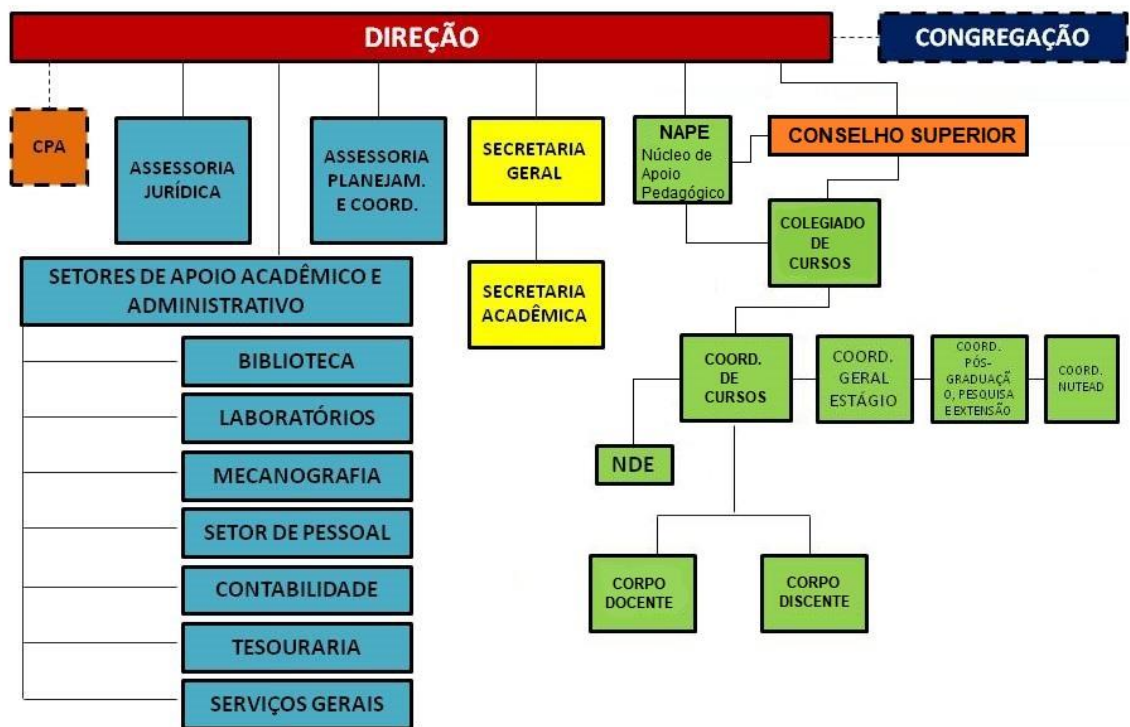 DIREÇÃO
CONGREGAÇÃO
CPA
ASSESSORIA
JURÍDICA
ASSESSORIA
PLANEJAM.
E COORD.
SECRETARIA
GERAL
NAPE
Núcleo de
Apoio
Pedagógico
CONSELHO SUPERIOR
COLEGIADO
DE
CURSOS
SETORES DE APOIO ACADÊMICO E
ADMINISTRATIVO
SECRETARIA
ACADÊMICA
BIBLIOTECA
LABORATÓRIOS
MECANOGRAFIA
SETOR DE PESSOAL
CONTABILIDADE
TESOURARIA
SERVIÇOS GERAIS
COORD.
DE
CURSOS
COORD.
GERAL
ESTÁGIO
COORD.
PÓS-
GRADUAÇÃ
O, PESQUISA
E EXTENSÃO
COORD.
NUTEAD
NDE
CORPO
DOCENTE
CORPO
DISCENTE